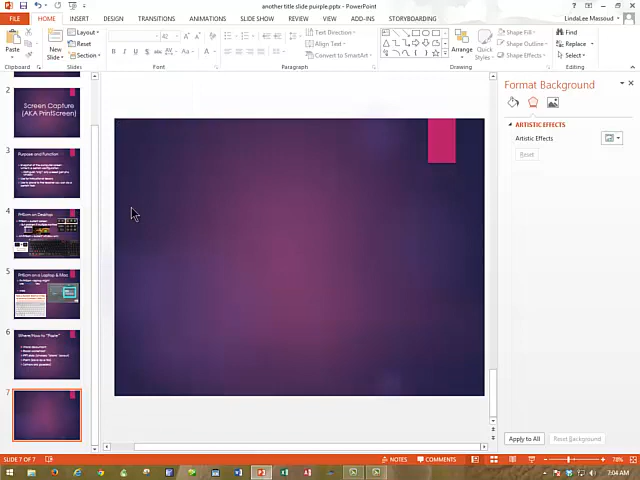 another title slide purple.pptx - PowerPoint
FILE HOME INSERT DESIGN TRANSITIONS ANIMATIONS SLIDE SHOW REVIEW VIEW ADD-INS STORYBOARDING
LindaLee Massoud
Paste
New Slide
Layout
Reset
Section
42
Text Direction
Align Text
Convert to SmartArt
Arrange
Quick Styles
Shape Fill
Shape Outline
Shape Effects
Find
Replace
Select
Clipboard Slides Font Paragraph Drawing Editing
Format Background
ARTISTIC EFFECTS
Artistic Effects
Reset
2
Screen Capture
(AKA PrintScreen)
3
Purpose and Function
4
PrtScrn on Desktop
5
PrtScrn on a Laptop & Mac
6
Where/How to "Paste"
7
Apply to All
Reset Background
SLIDE 7 OF 7
NOTES
COMMENTS
78%
7:04 AM